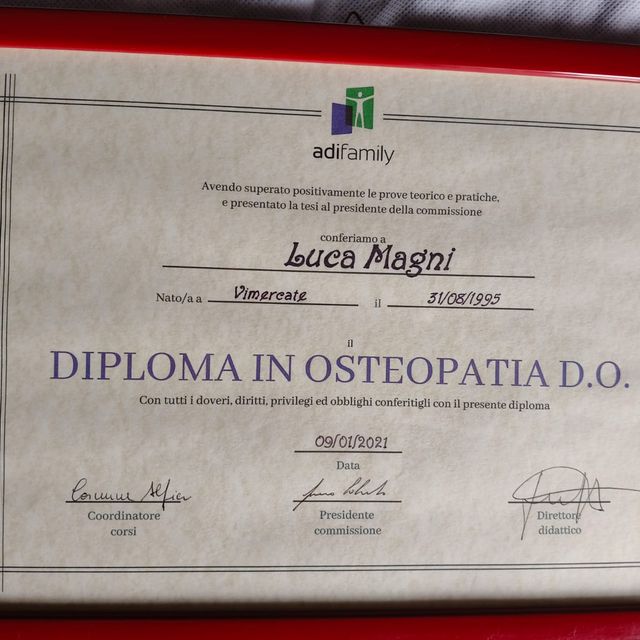 adifamily
Avendo superato positivamente le prove teorico e pratiche,
e presentato la tesi al presidente della commissione
conferiamo a
Luca Magni
Nato/a a Vimercate il 31/08/1995
il
DIPLOMA IN OSTEOPATIA D.O.
Con tutti i doveri, diritti, privilegi ed obblighi conferitigli con il presente diploma
09/01/2021
Data
Coordinatore
corsi
Presidente
commissione
Direttore
didattico